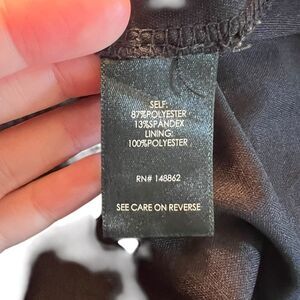 SELF:
87%POLYESTER
13%SPANDEX
LINING:
100%POLYESTER
RN# 148862
SEE CARE ON REVERSE